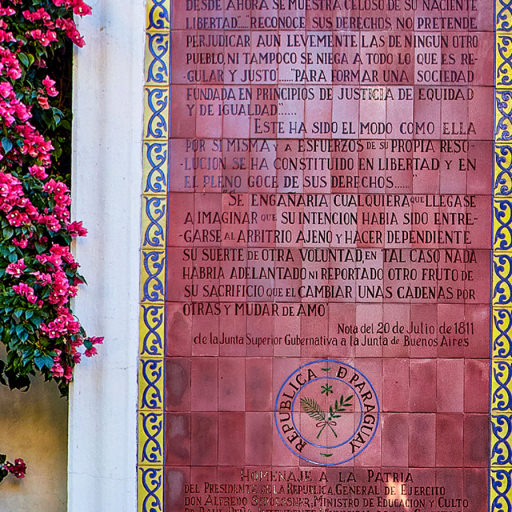 DESDE AHORA SE MUESTRA CELOSO DE SU NACIENTE
LIBERTAD....."RECONOCE SUS DERECHOS NO PRETENDE
PERJUDICAR AUN LEVEMENTE LAS DE NINGUN OTRO
PUEBLO, NI TAMPOCO SE NIEGA A TODO LO QUE ES RE-
GULAR Y JUSTO....."PARA FORMAR UNA SOCIEDAD
FUNDADA EN PRINCIPIOS DE JUSTICIA DE EQUIDAD
Y DE IGUALDAD".....
"ESTE HA SIDO EL MODO COMO ELLA
POR SI MISMA Y A ESFUERZOS DE SU PROPIA RESO-
LUCION SE HA CONSTITUIDO EN LIBERTAD Y EN
EL PLENO GOCE DE SUS DERECHOS....."
"SE ENGAÑARIA CUALQUIERA QUE LLEGASE
A IMAGINAR QUE SU INTENCION HABIA SIDO ENTRE-
GARSE AL ARBITRIO AJENO Y HACER DEPENDIENTE
SU SUERTE DE OTRA VOLUNTAD, EN TAL CASO NADA
HABRIA ADELANTADO NI REPORTADO OTRO FRUTO DE
SU SACRIFICIO QUE EL CAMBIAR UNAS CADENAS POR
OTRAS Y MUDAR DE AMO"
Nota del 20 de Julio de 1811
de la Junta Superior Gubernativa a la Junta de Buenos Aires
REPUBLICA D PARAGUAY
HOMENAJE A LA PATRIA
DEL PRESIDENTE DE LA REPUBLICA GENERAL DE EJERCITO
DON ALFREDO STROESSNER, MINISTRO DE EDUCACION Y CULTO